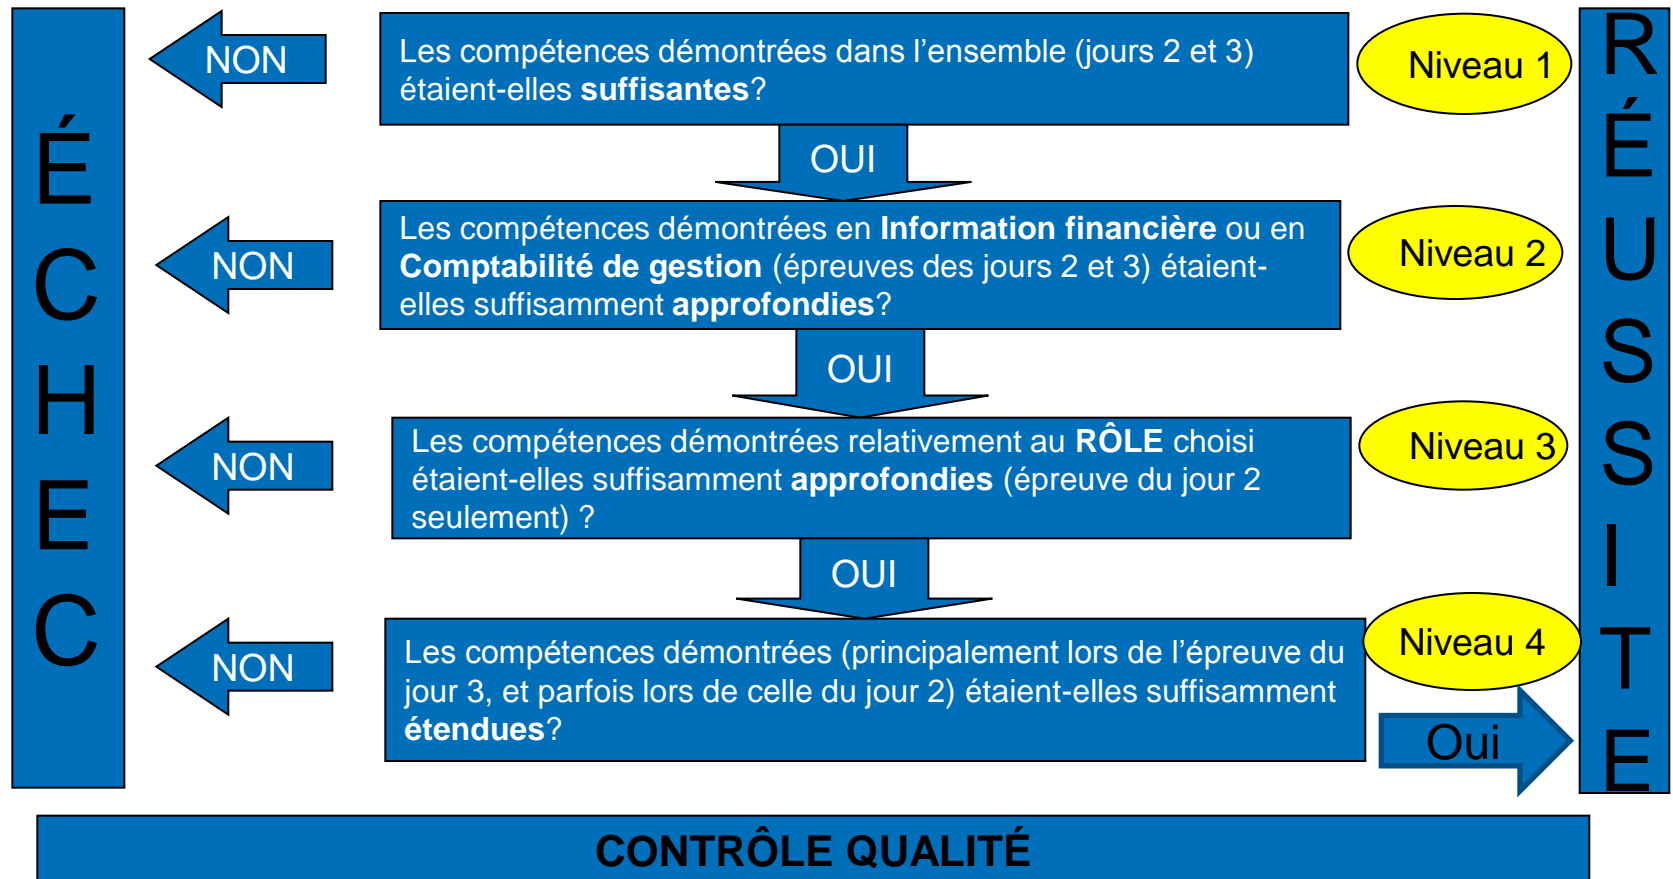 ÉCHEC
NON
Les compétences démontrées dans l’ensemble (jours 2 et 3)
étaient-elles suffisantes?
Niveau 1
OUI
NON
Les compétences démontrées en Information financière ou en
Comptabilité de gestion (épreuves des jours 2 et 3) étaient-
elles suffisamment approfondies?
Niveau 2
OUI
NON
Les compétences démontrées relativement au RÔLE choisi
étaient-elles suffisamment approfondies (épreuve du jour 2
seulement) ?
Niveau 3
OUI
NON
Les compétences démontrées (principalement lors de l’épreuve du
jour 3, et parfois lors de celle du jour 2) étaient-elles suffisamment
étendues?
Niveau 4
Oui
RÉUSSITE
CONTRÔLE QUALITÉ